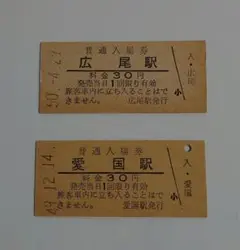 普通入場券
広尾駅
料金30円
発売当日1回限り有効
旅客車内に立ち入ることは
できません。 広尾駅発行
小
入・広尾
普通入場券
愛国駅
料金30円
発売当日1回限り有効
旅客車内に立ち入ることは
できません。 愛国駅発行
小
入・愛国
49.12.14